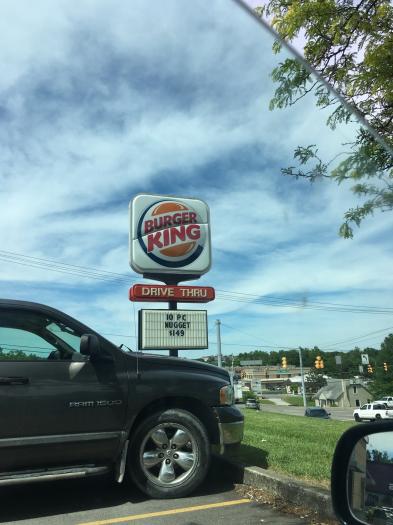 BURGER
KING
DRIVE THRU
10 PC
NUGGET
$149
RAM 1500